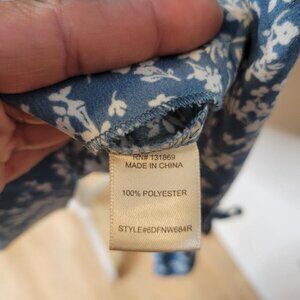 RN# 131869
MADE IN CHINA
100% POLYESTER
STYLE#6DFNW684R